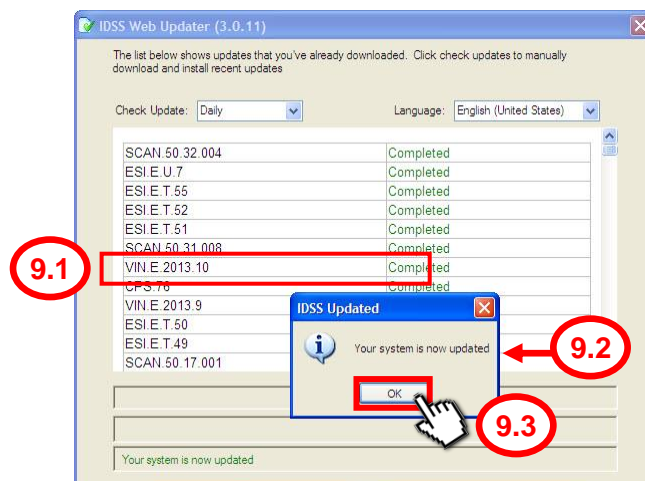 IDSS Web Updater (3.0.11)
The list below shows updates that you've already downloaded. Click check updates to manually
download and install recent updates
Check Update: Daily Language: English (United States)
SCAN.50.32.004 Completed
ESI.E.U.7 Completed
ESI.E.T.55 Completed
ESI.E.T.52 Completed
ESI.E.T.51 Completed
SCAN.50.31.008 Completed
9.1 VIN.E.2013.10 Completed
CPS.76 Completed
VIN.E.2013.9
ESI.E.T.50
ESI.E.T.49
SCAN.50.17.001
IDSS Updated
Your system is now updated
9.2
OK
9.3
Your system is now updated